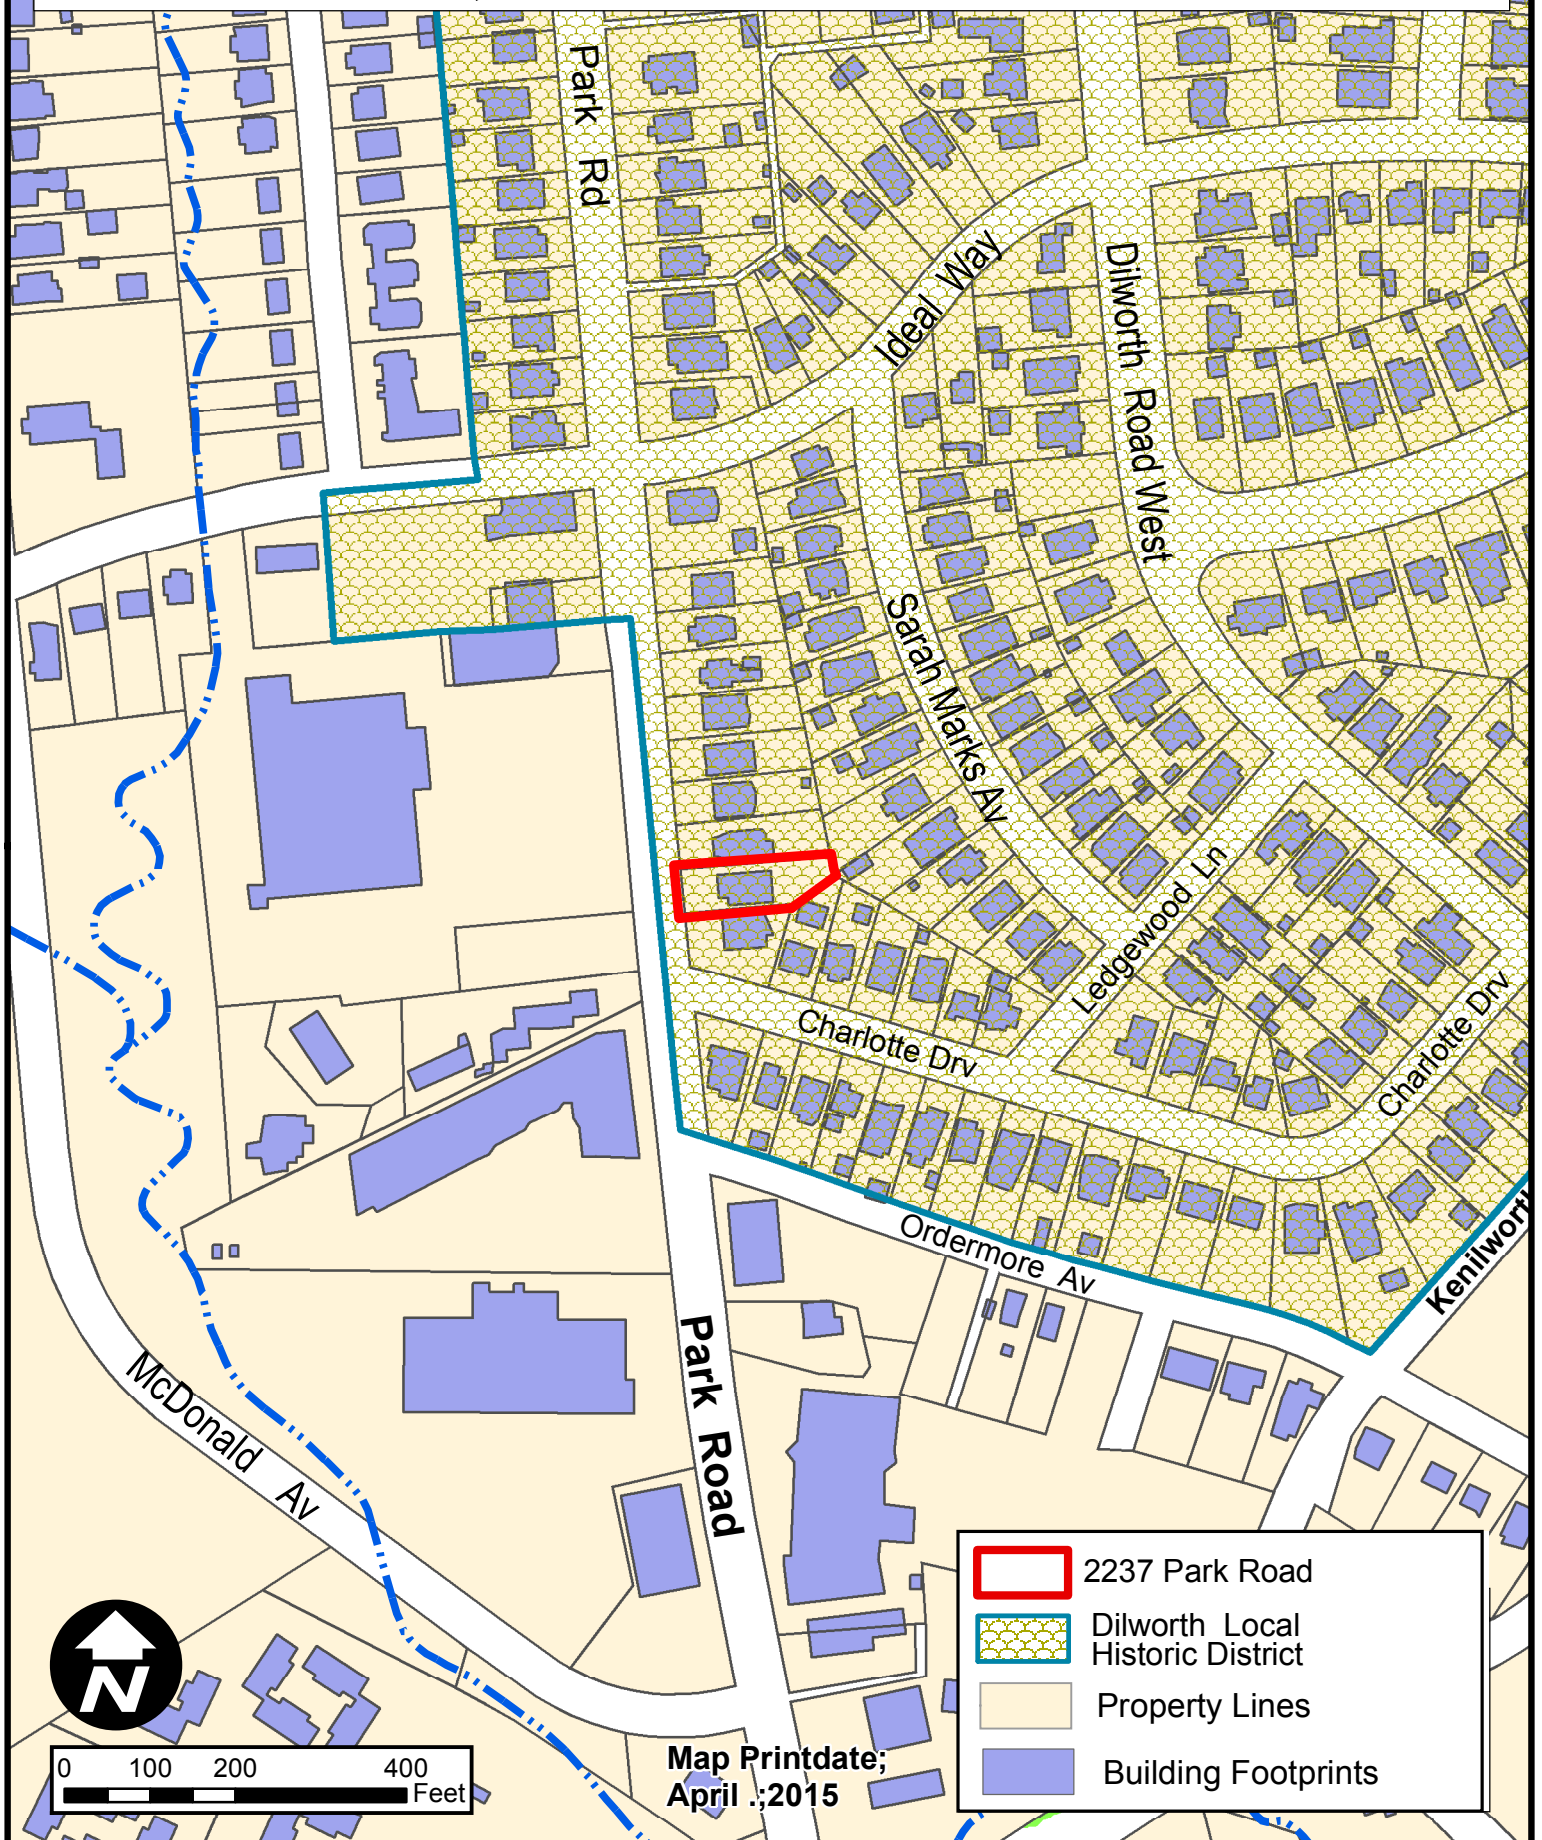 Park Rd
Ideal Way
Dilworth Road West
Sarah Marks Av
Ledgewood Ln
Charlotte Drv
Charlotte Drv
Ordermore Av
Kenilwort
Park Road
McDonald Av
2237 Park Road
Dilworth Local
Historic District
Property Lines
Building Footprints
N
0 100 200 400
Feet
Map Printdate;
April .;2015